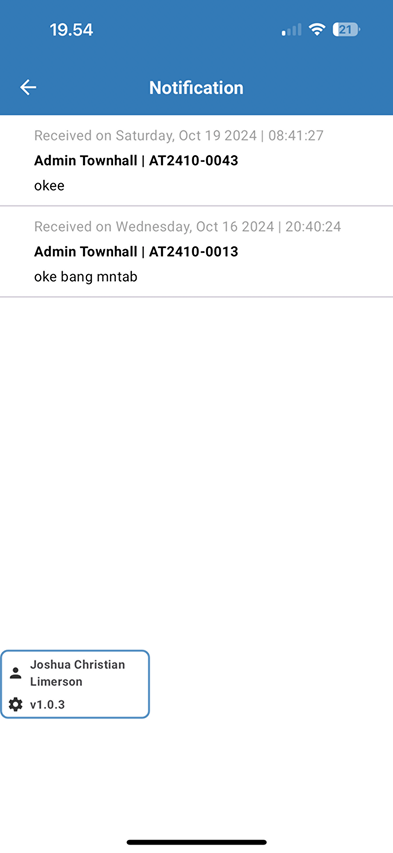 19.54
21
Notification
Received on Saturday, Oct 19 2024 | 08:41:27
Admin Townhall | AT2410-0043
okee
Received on Wednesday, Oct 16 2024 | 20:40:24
Admin Townhall | AT2410-0013
oke bang mntab
Joshua Christian
Limerson
v1.0.3